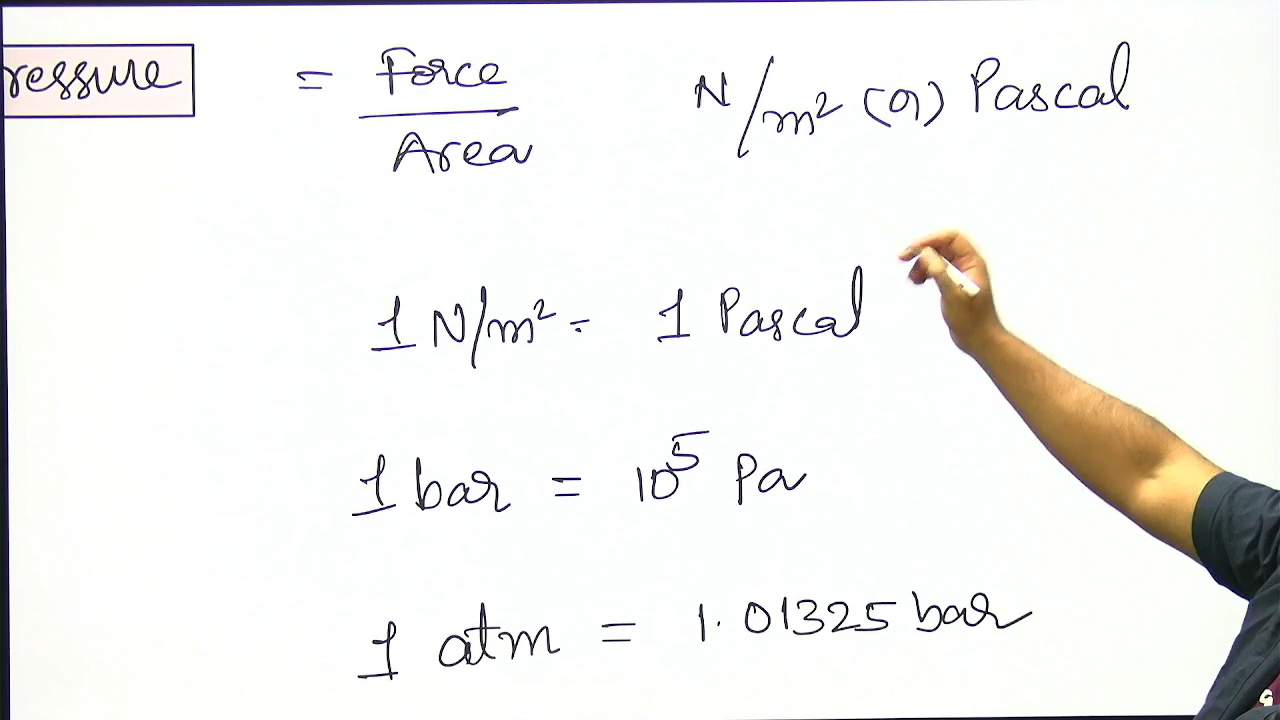 ressure = Force / Area N/m² (or) Pascal
1 N/m² = 1 Pascal
1 bar = 10⁵ Pa
1 atm = 1.01325 bar